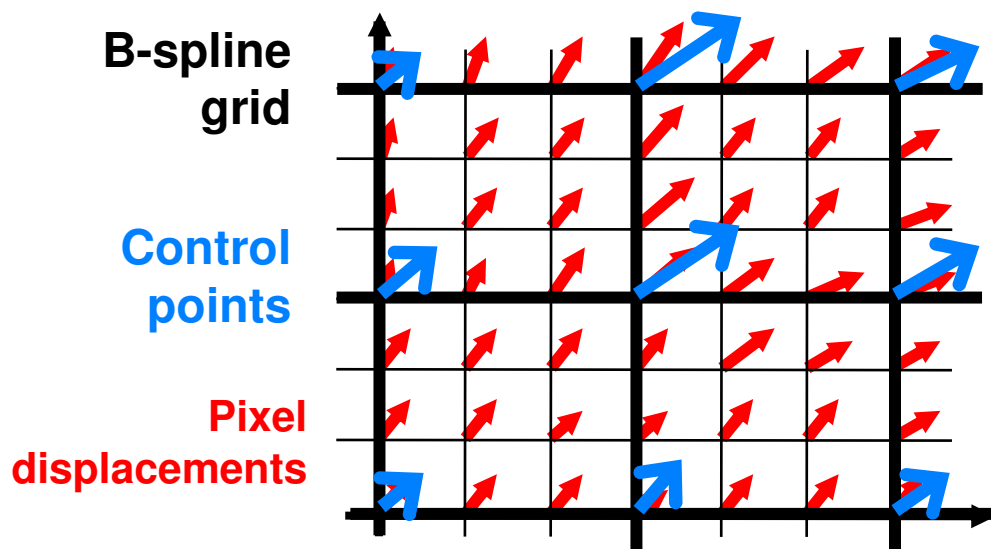 B-spline
grid
Control
points
Pixel
displacements